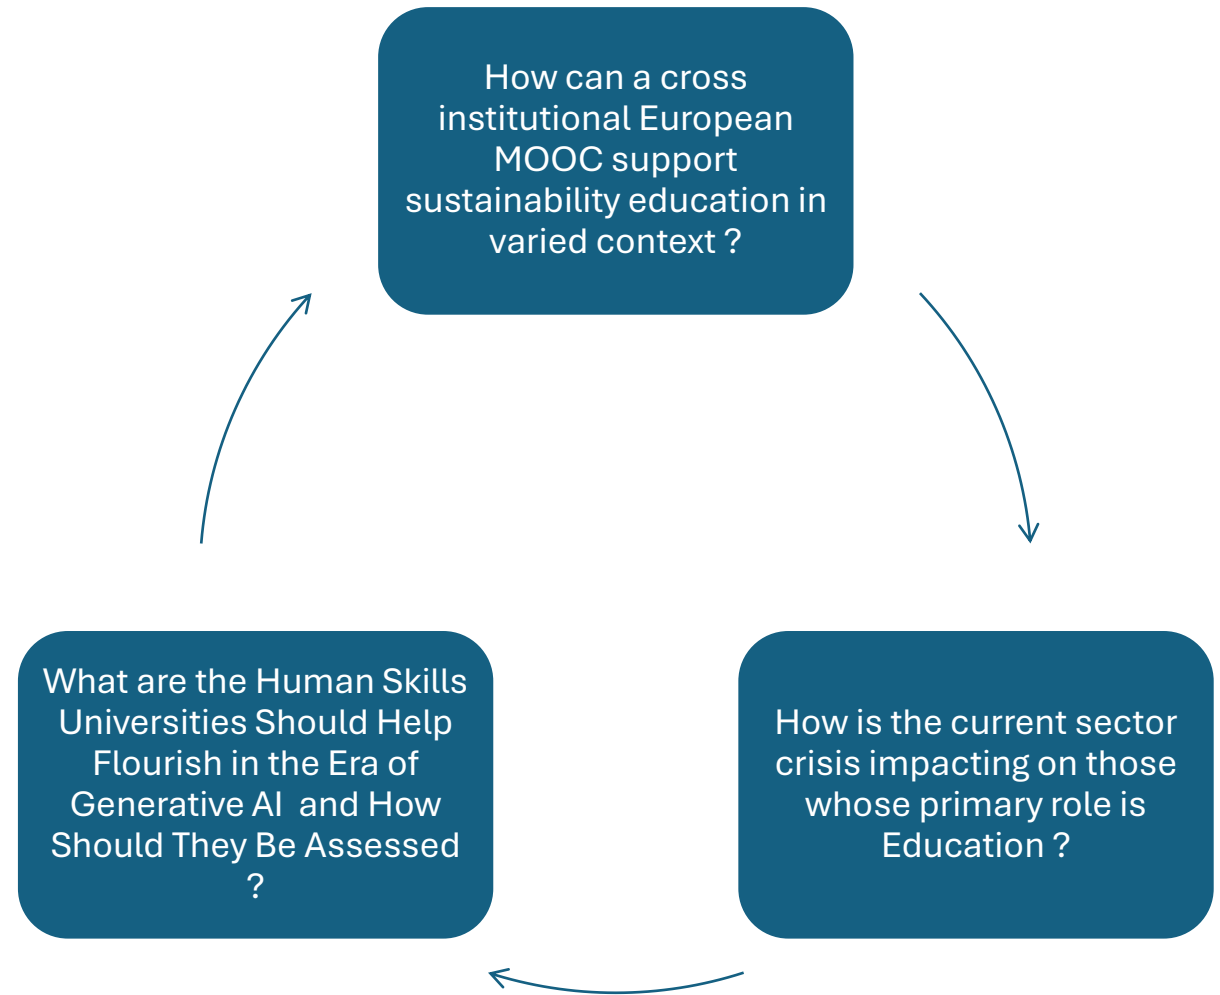 How can a cross
institutional European
MOOC support
sustainability education in
varied context ?
How is the current sector
crisis impacting on those
whose primary role is
Education ?
What are the Human Skills
Universities Should Help
Flourish in the Era of
Generative AI  and How
Should They Be Assessed
?